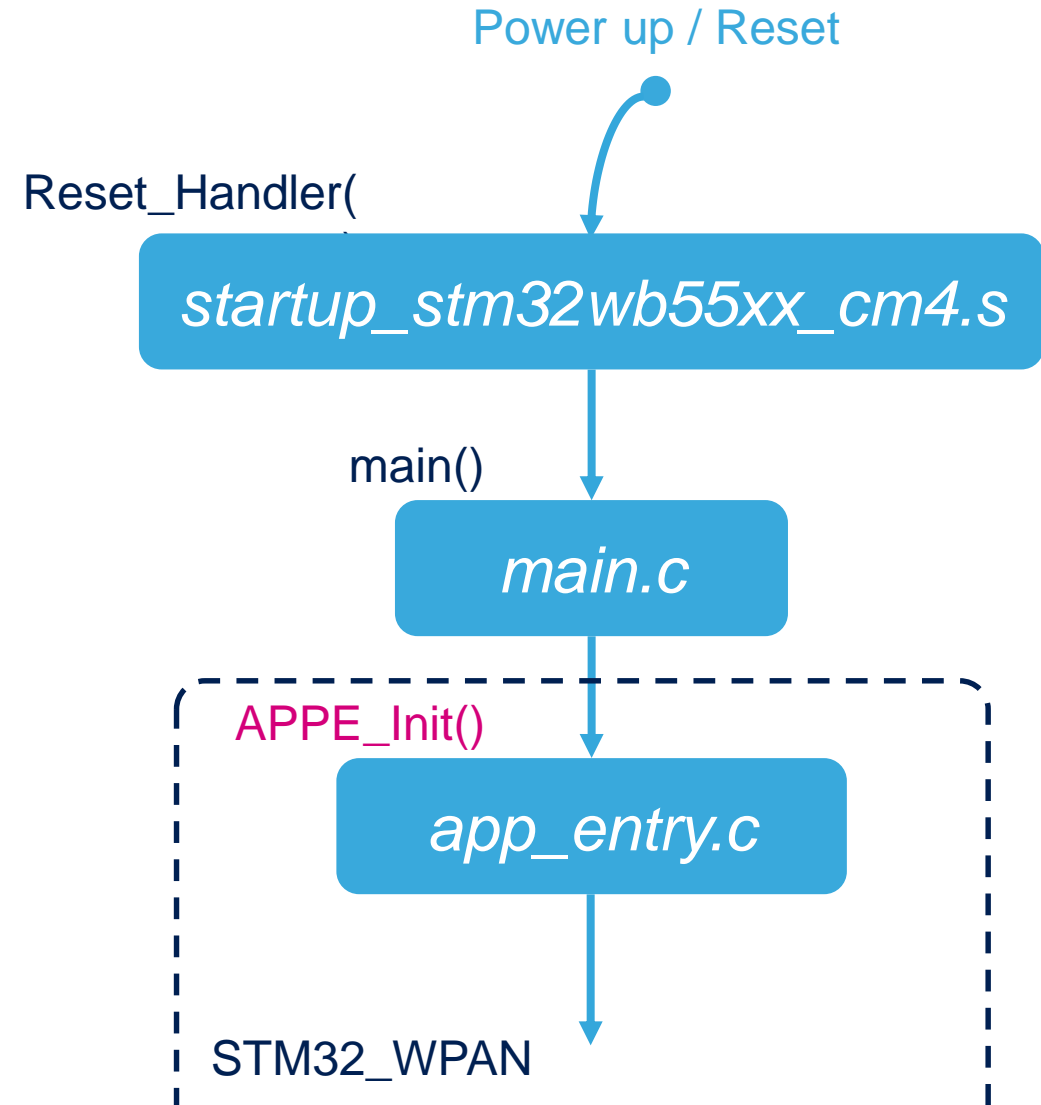 Power up / Reset
Reset_Handler(
startup_stm32wb55xx_cm4.s
main()
main.c
APPE_Init()
app_entry.c
STM32_WPAN